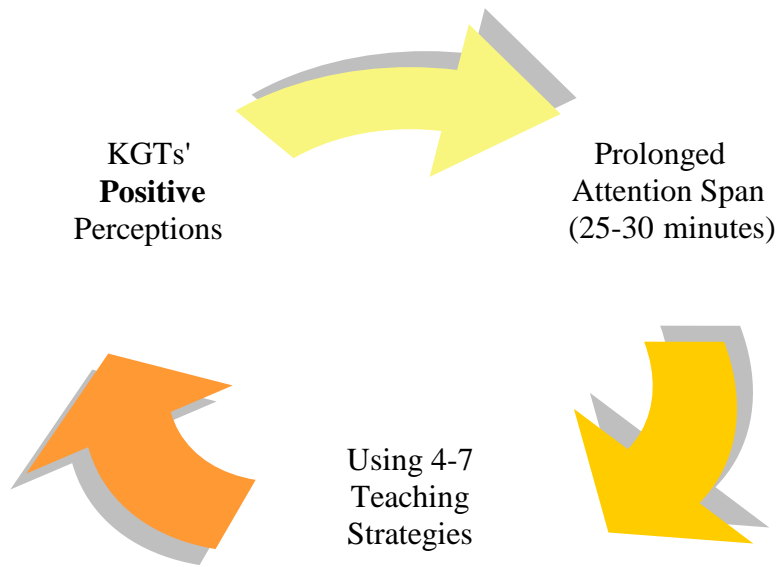 KGTs'
Positive
Perceptions
Prolonged
Attention Span
(25-30 minutes)
Using 4-7
Teaching
Strategies